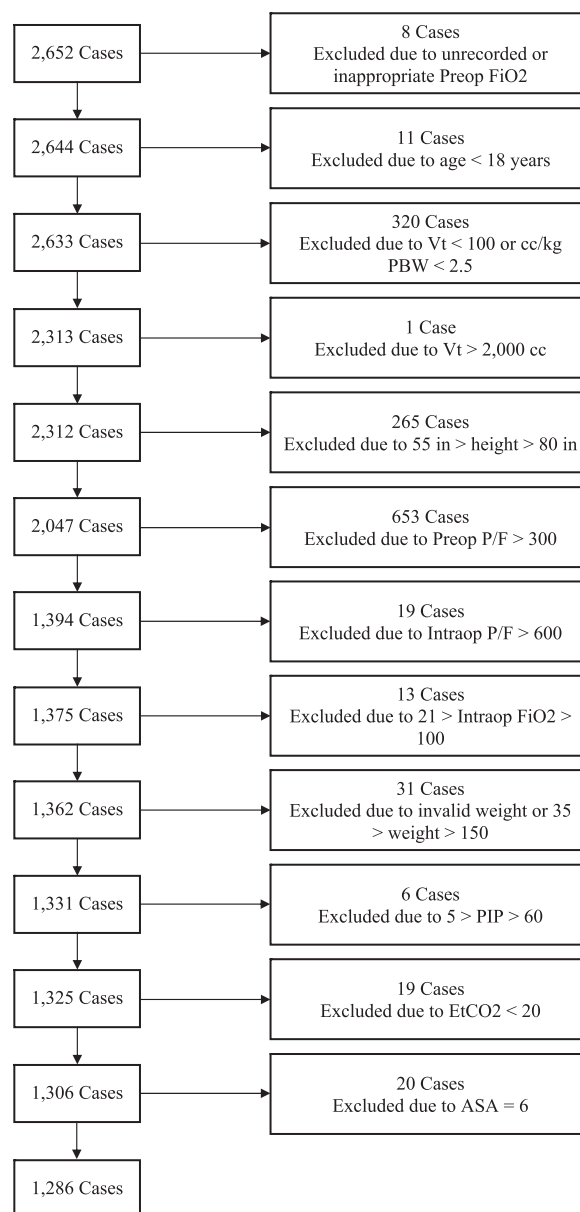 2,652 Cases
8 Cases
Excluded due to unrecorded or
inappropriate Preop FiO2
2,644 Cases
11 Cases
Excluded due to age < 18 years
2,633 Cases
320 Cases
Excluded due to Vt < 100 or cc/kg
PBW < 2.5
2,313 Cases
1 Case
Excluded due to Vt > 2,000 cc
2,312 Cases
265 Cases
Excluded due to 55 in > height > 80 in
2,047 Cases
653 Cases
Excluded due to Preop P/F > 300
1,394 Cases
19 Cases
Excluded due to Intraop P/F > 600
1,375 Cases
13 Cases
Excluded due to 21 > Intraop FiO2 >
100
1,362 Cases
31 Cases
Excluded due to invalid weight or 35
> weight > 150
1,331 Cases
6 Cases
Excluded due to 5 > PIP > 60
1,325 Cases
19 Cases
Excluded due to EtCO2 < 20
1,306 Cases
20 Cases
Excluded due to ASA = 6
1,286 Cases